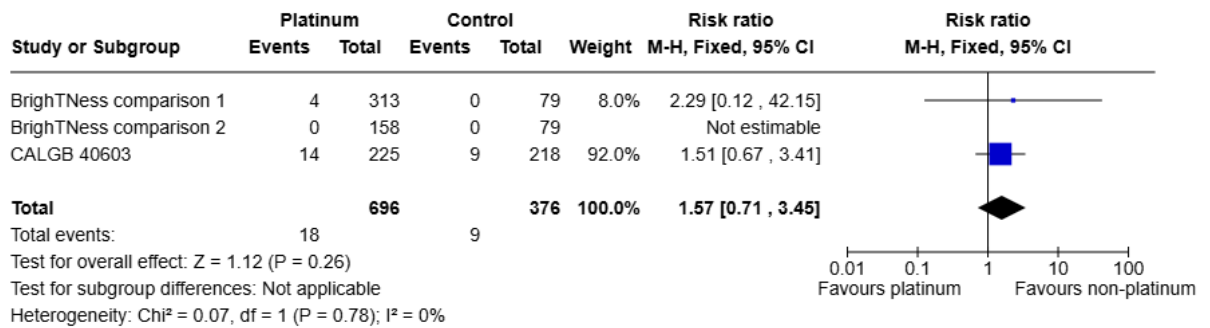 Platinum Control Risk ratio Risk ratio
Study or Subgroup Events Total Events Total Weight M-H, Fixed, 95% CI M-H, Fixed, 95% CI
BrighTNess comparison 1 4 313 0 79 8.0% 2.29 [0.12 , 42.15]
BrighTNess comparison 2 0 158 0 79 Not estimable
CALGB 40603 14 225 9 218 92.0% 1.51 [0.67 , 3.41]
Total 696 376 100.0% 1.57 [0.71 , 3.45]
Total events: 18 9
Test for overall effect: Z = 1.12 (P = 0.26)
Test for subgroup differences: Not applicable
Heterogeneity: Chi² = 0.07, df = 1 (P = 0.78); I² = 0%
0.01 0.1 1 10 100
Favours platinum Favours non-platinum